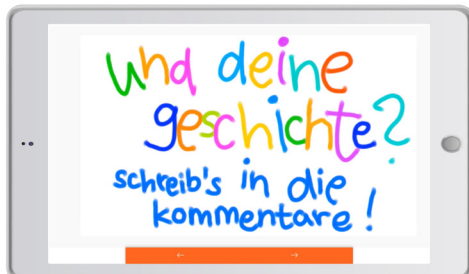 und deine
geschichte?
schreib's in die
kommentare!